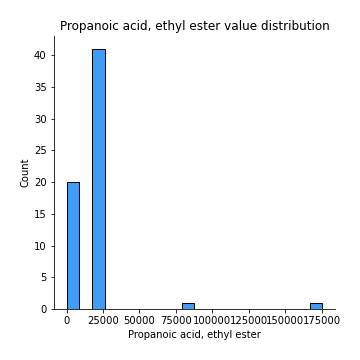 Propanoic acid, ethyl ester value distribution
40
35
30
25
20
15
10
5
0
Count
0 25000 50000 75000 100000 125000 150000 175000
Propanoic acid, ethyl ester